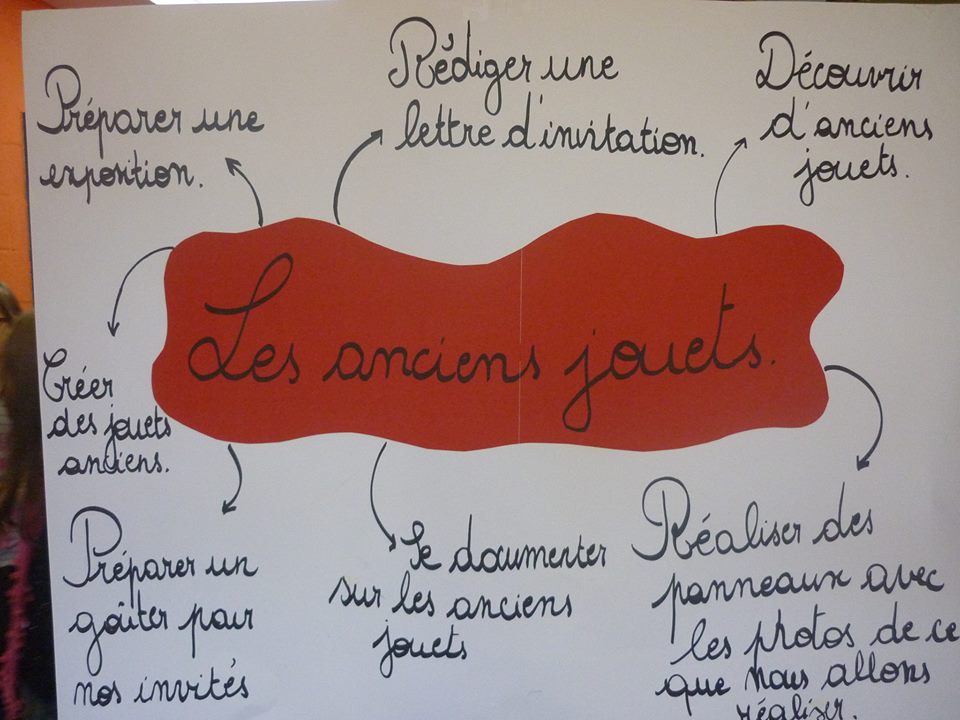 Préparer une
exposition.
Rédiger une
lettre d'invitation.
Découvrir
d'anciens
jouets.
Les anciens jouets.
Créer
des jouets
anciens.
Préparer un
goûter pour
nos invités
Se documenter
sur les anciens
jouets
Réaliser des
panneaux avec
les photos de ce
que nous allons
réaliser.